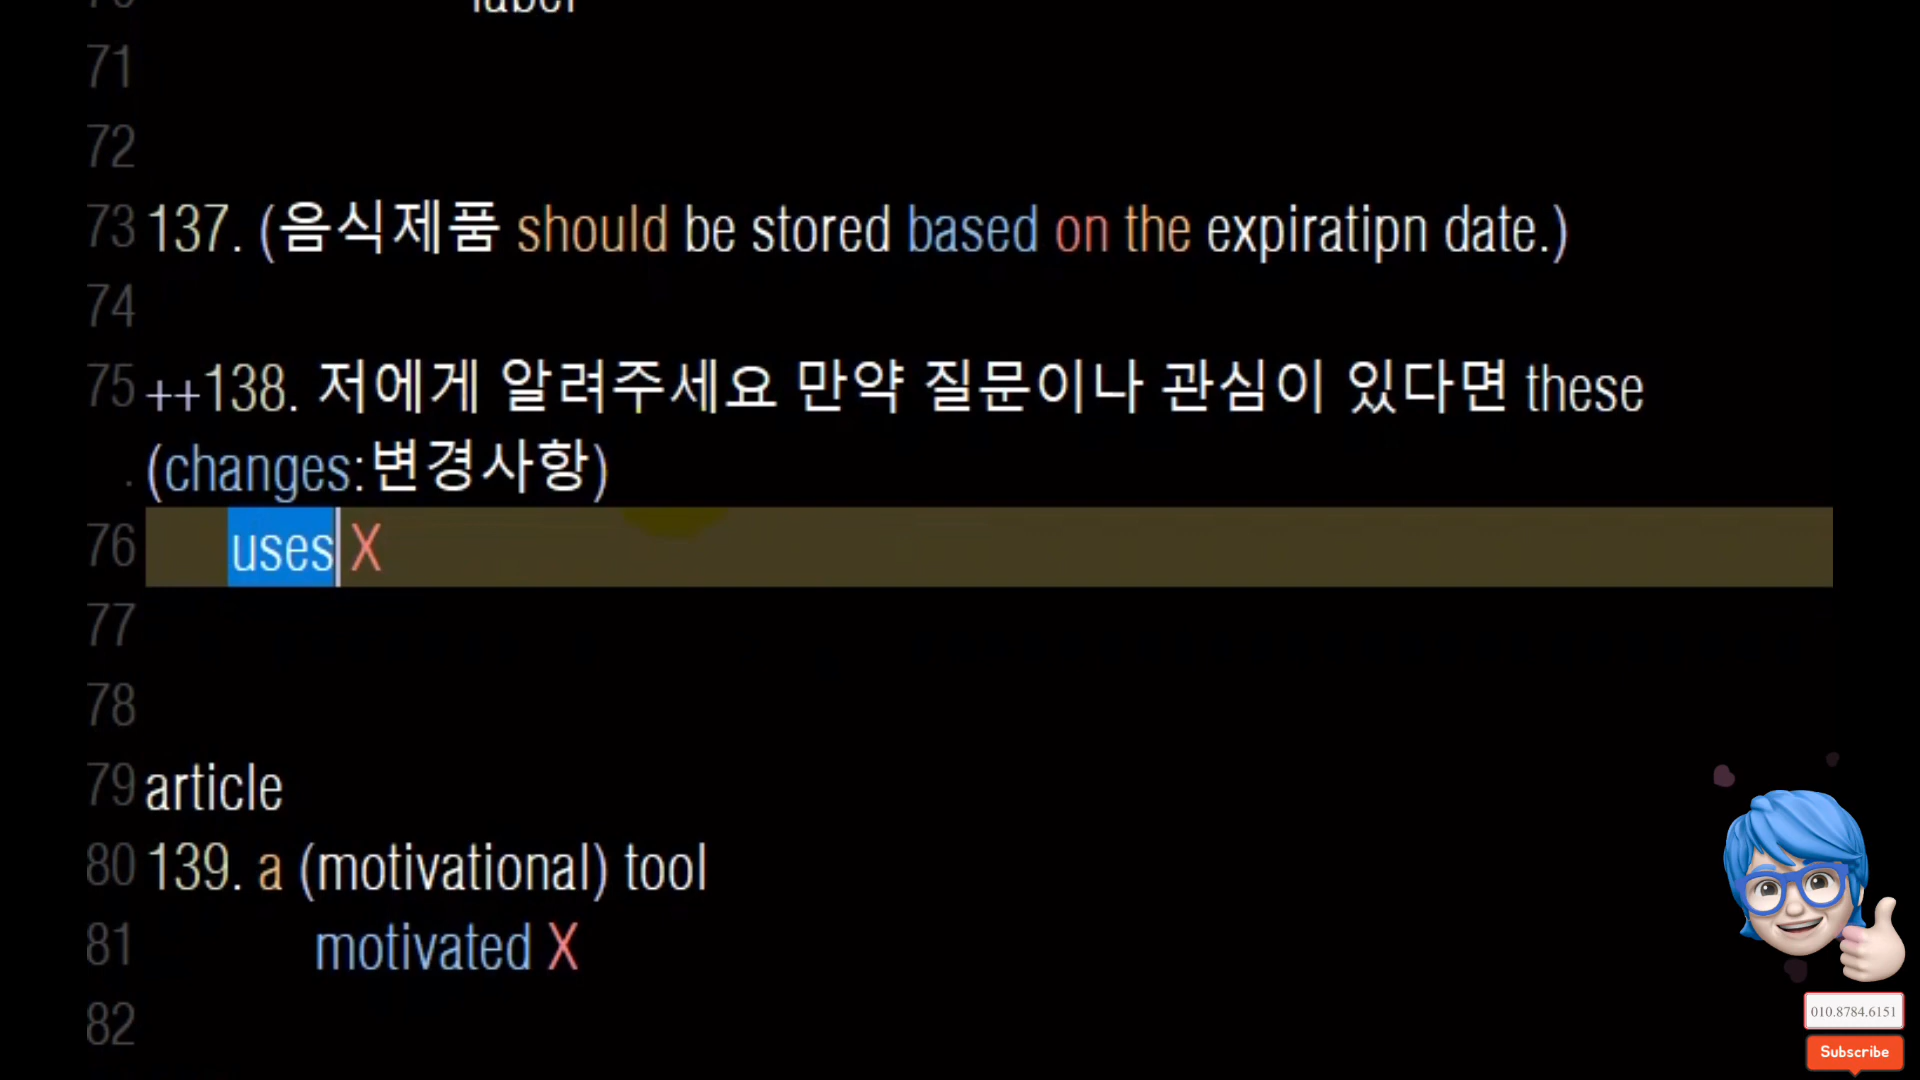 label
71
72
73 137. (음식제품 should be stored based on the expiratipn date.)
74
75 ++138. 저에게 알려주세요 만약 질문이나 관심이 있다면 these
. (changes:변경사항)
76 uses X
77
78
79 article
80 139. a (motivational) tool
81 motivated X
82
010.8784.6151
Subscribe